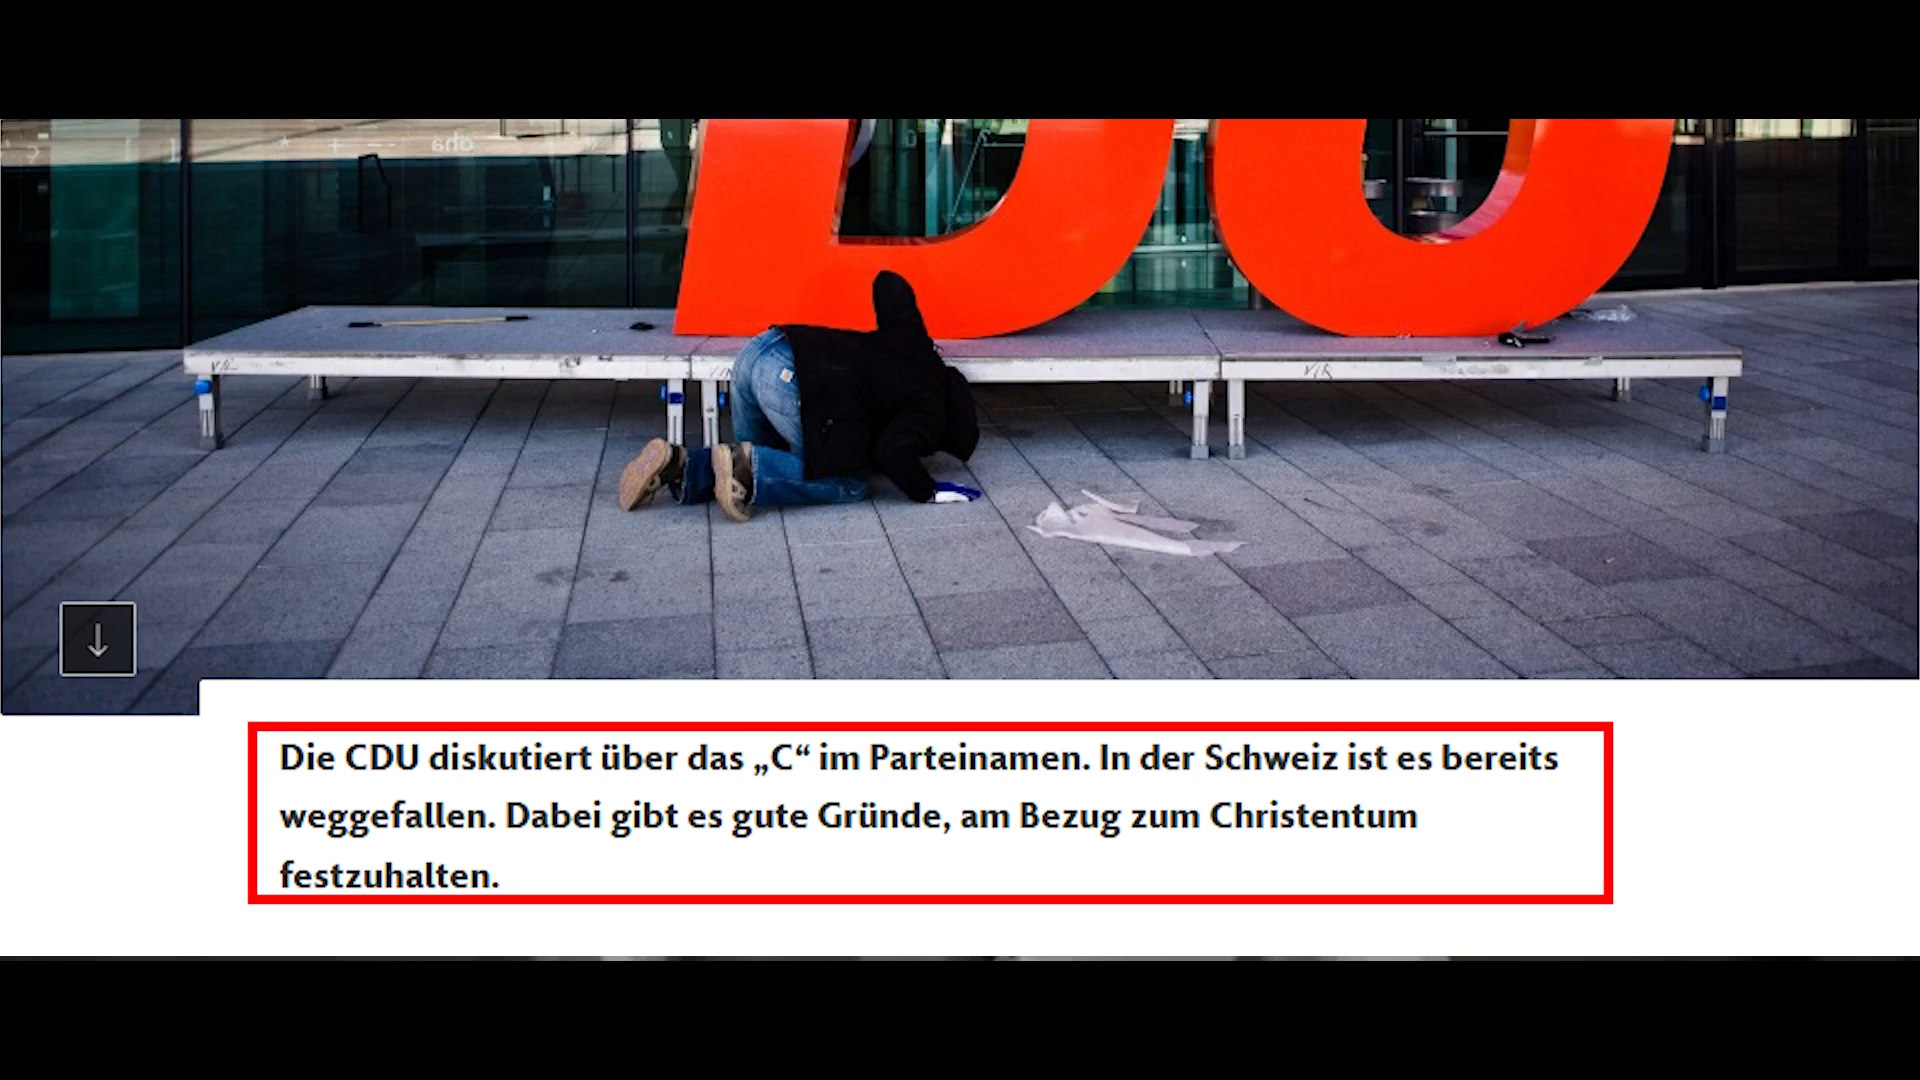 DU
Die CDU diskutiert über das „C“ im Parteinamen. In der Schweiz ist es bereits
weggefallen. Dabei gibt es gute Gründe, am Bezug zum Christentum
festzuhalten.